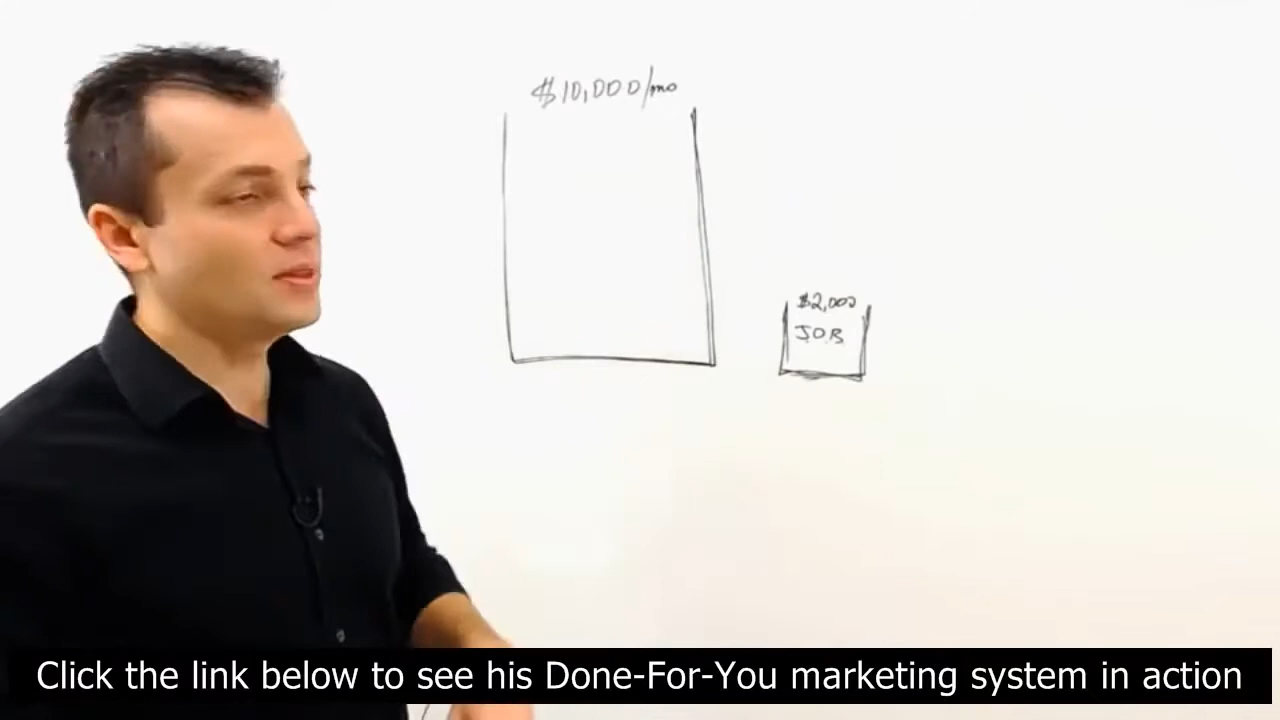 $10,000/mo
$2,000
J.O.B.
Click the link below to see his Done-For-You marketing system in action